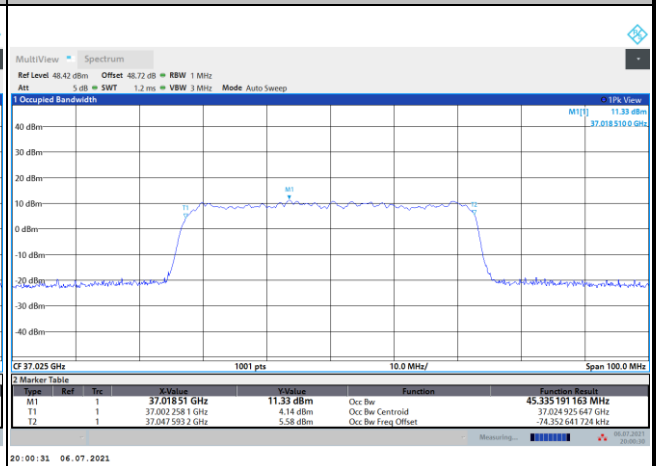 MultiView Spectrum
Ref Level 48.42 dBm Offset 48.72 dB RBW 1 MHz
Att 5 dB SWT 1.2 ms VBW 3 MHz Mode Auto Sweep
1 Occupied Bandwidth 1Pk View
M1[1] 11.33 dBm
37.018 510 0 GHz
40 dBm
30 dBm
20 dBm
M1
10 dBm
T1
T2
0 dBm
-10 dBm
-20 dBm
-30 dBm
-40 dBm
CF 37.025 GHz 1001 pts 10.0 MHz/ Span 100.0 MHz
2 Marker Table
Type Ref Trc X-Value Y-Value Function Function Result
M1 1 37.01851 GHz 11.33 dBm Occ Bw 45.335 191 163 MHz
T1 1 37.002 258 1 GHz 4.14 dBm Occ Bw Centroid 37.024 925 647 GHz
T2 1 37.047 593 2 GHz 5.58 dBm Occ Bw Freq Offset -74.352 641 724 kHz
Measuring... 06.07.2021
20:00:30
20:00:31 06.07.2021